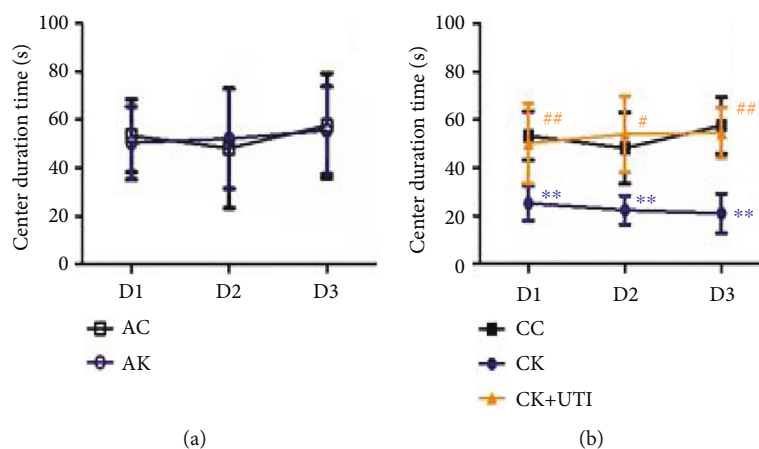 Center duration time (s)
100
80
60
40
20
0
D1 D2 D3
AC
AK
(a)
Center duration time (s)
100
80
60
40
20
0
## # ##
** ** **
D1 D2 D3
CC
CK
CK+UTI
(b)